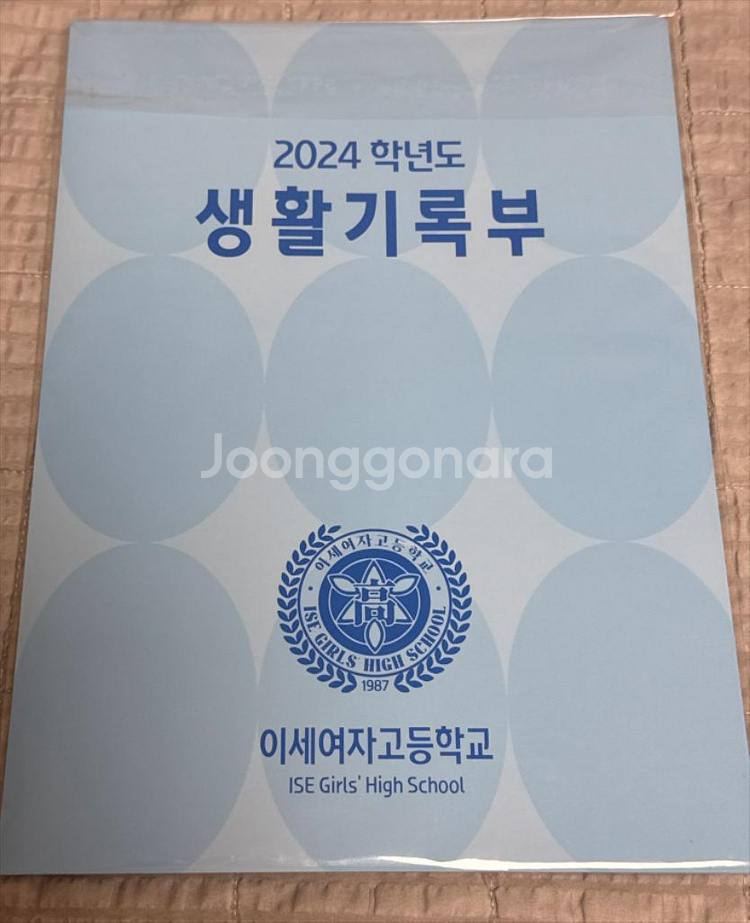 2024 학년도
생활기록부
Joonggonara
이세여자고등학교
ISE GIRLS HIGH SCHOOL
高
1987
이세여자고등학교
ISE Girls' High School